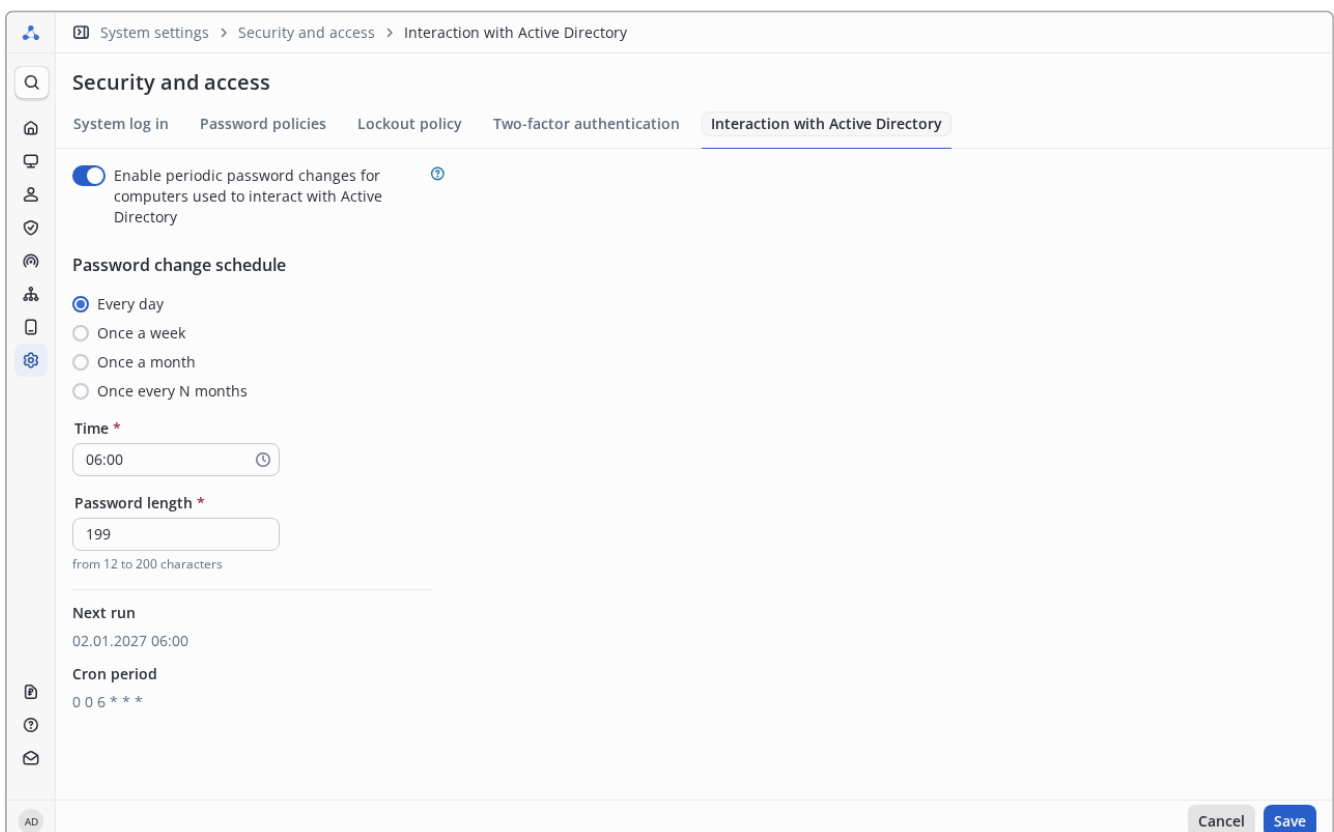 System settings > Security and access > Interaction with Active Directory
Security and access
System log in Password policies Lockout policy Two-factor authentication Interaction with Active Directory
Enable periodic password changes for
computers used to interact with Active
Directory
Password change schedule
Every day
Once a week
Once a month
Once every N months
Time *
06:00
Password length *
199
from 12 to 200 characters
Next run
02.01.2027 06:00
Cron period
0 0 6 * * *
AD
Cancel Save